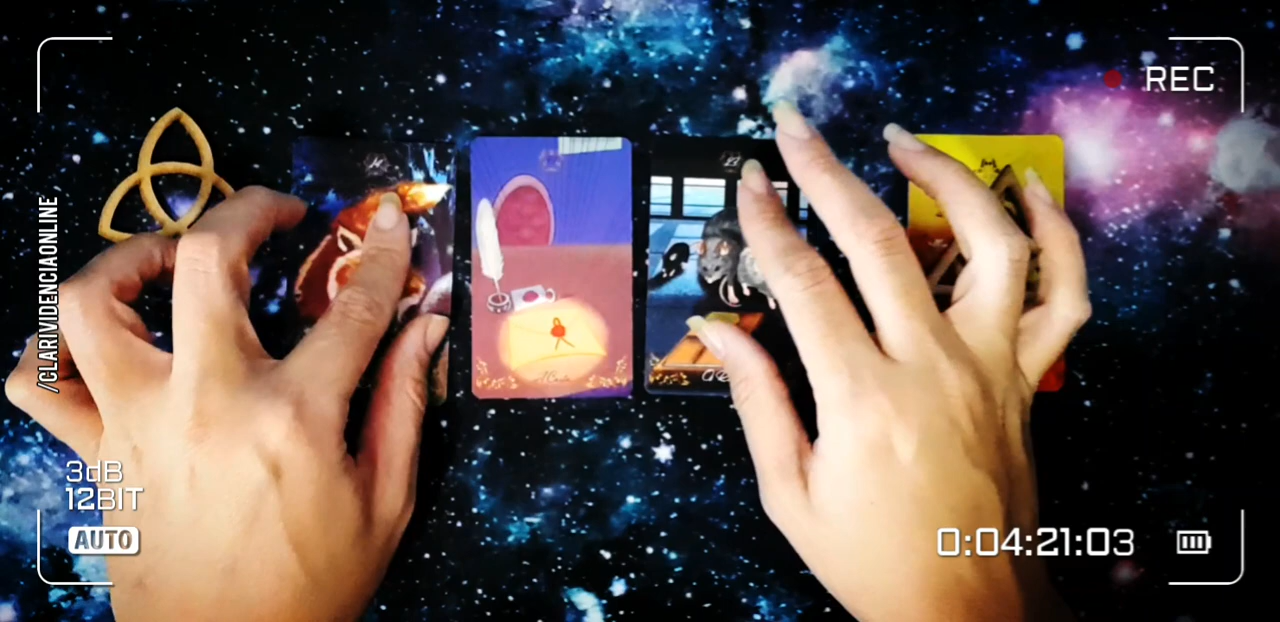 REC
/CLARIVIDENCIAONLINE
3dB
12BIT
AUTO
0:04:21:03